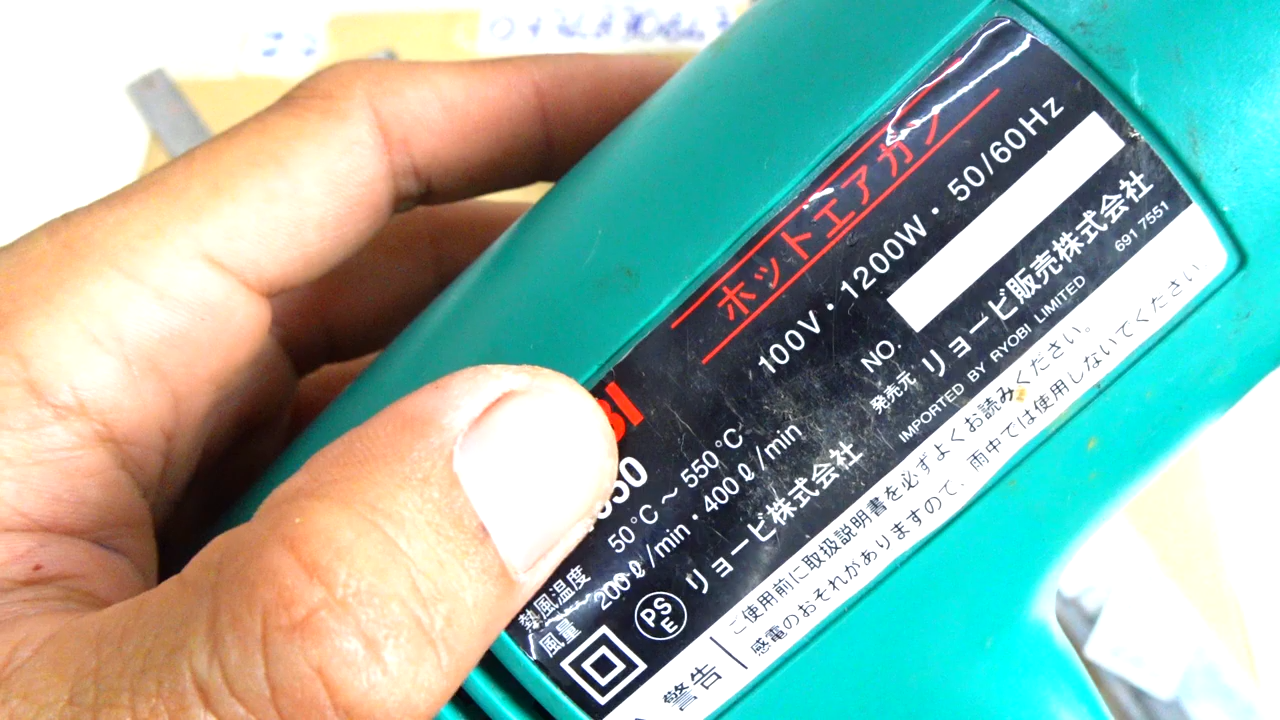 ホットエアガン
100V・1200W・50/60Hz
NO.
50℃～550℃
熱風温度
風量 200ℓ/min・400ℓ/min
発売元 リョービ販売株式会社
IMPORTED BY RYOBI LIMITED 691 7551
PSE リョービ株式会社
警告
ご使用前に取扱説明書を必ずよくお読みください。
感電のおそれがありますので、雨中では使用しないでください